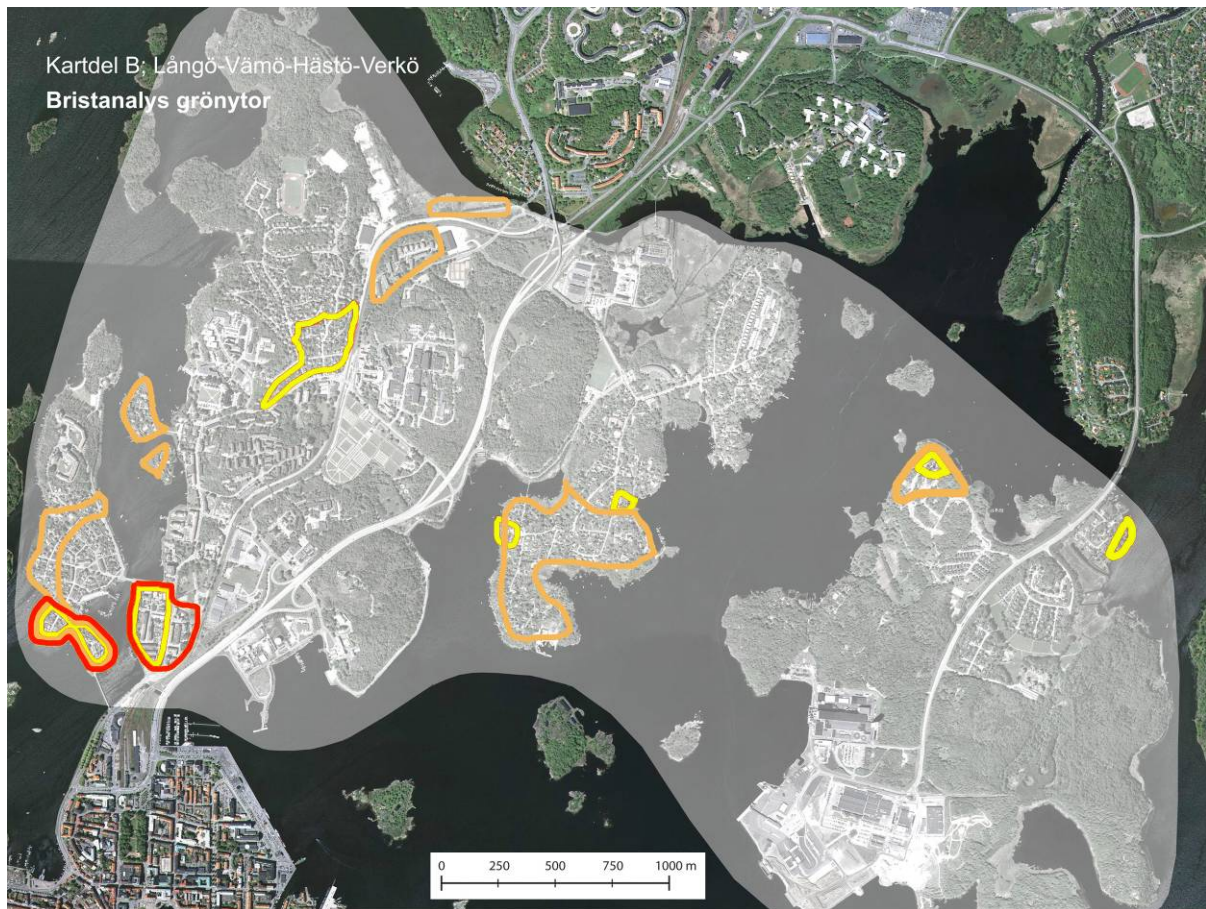 Kartdel B; Långö-Vämö-Hästö-Verkö
Bristanalys grönytor
0 250 500 750 1000 m